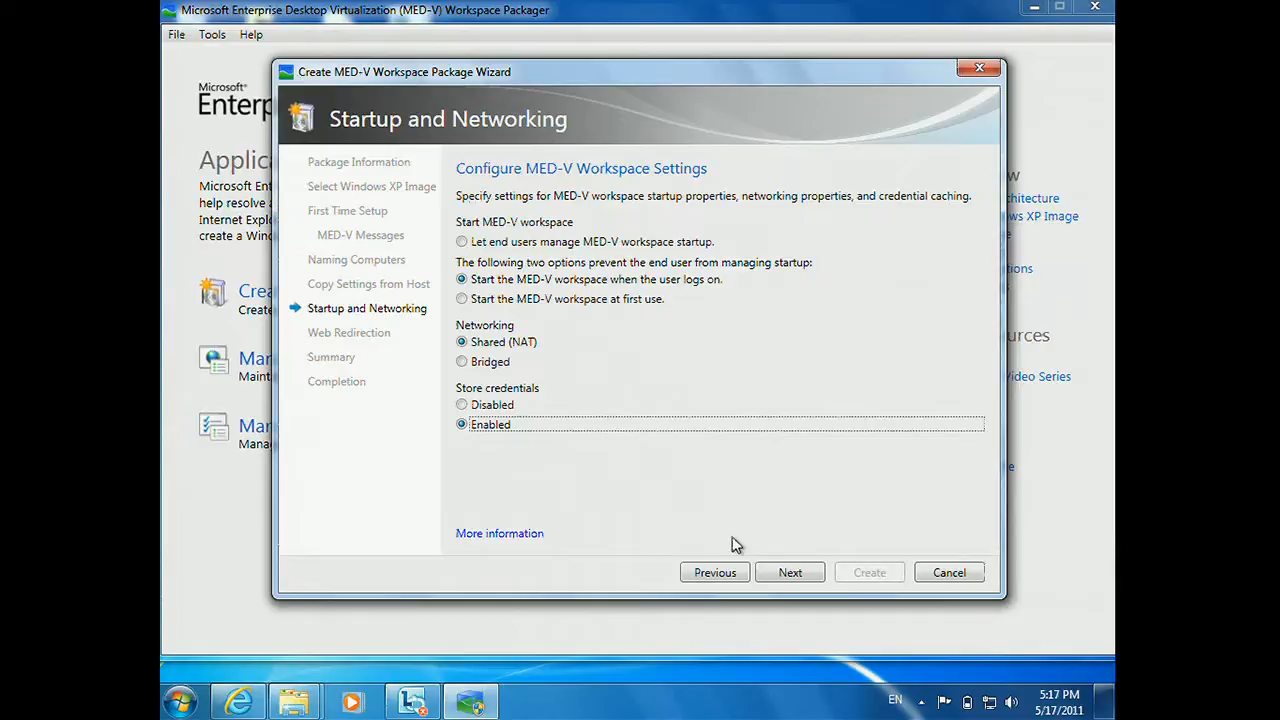 Microsoft Enterprise Desktop Virtualization (MED-V) Workspace Packager
File Tools Help
Microsoft®
Enterp
Applica
Microsoft Ent
help resolve a
Internet Explo
create a Wind
Crea
Create
Man
Mainta
Man
Manag
Create MED-V Workspace Package Wizard
Startup and Networking
Package Information
Select Windows XP Image
First Time Setup
MED-V Messages
Naming Computers
Copy Settings from Host
Startup and Networking
Web Redirection
Summary
Completion
Configure MED-V Workspace Settings
Specify settings for MED-V workspace startup properties, networking properties, and credential caching.
Start MED-V workspace
Let end users manage MED-V workspace startup.
The following two options prevent the end user from managing startup:
Start the MED-V workspace when the user logs on.
Start the MED-V workspace at first use.
Networking
Shared (NAT)
Bridged
Store credentials
Disabled
Enabled
More information
Previous Next Create Cancel
w
chitecture
ws XP Image
e
tions
urces
Video Series
e
EN
5:17 PM
5/17/2011